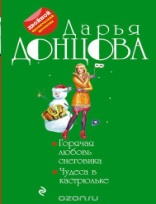 Дарья
ДОНЦОВА
Горячая
любовь
снеговика
Чудеса в
кастрюльке
ozon.ru